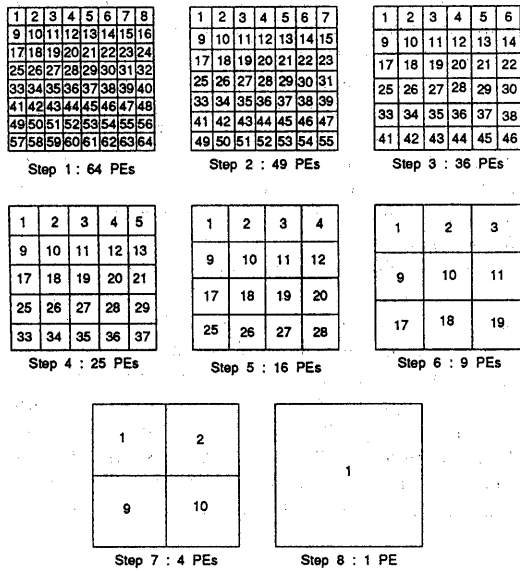 1 2 3 4 5 6 7 8
9 10 11 12 13 14 15 16
17 18 19 20 21 22 23 24
25 26 27 28 29 30 31 32
33 34 35 36 37 38 39 40
41 42 43 44 45 46 47 48
49 50 51 52 53 54 55 56
57 58 59 60 61 62 63 64
Step 1 : 64 PEs
1 2 3 4 5 6 7
9 10 11 12 13 14 15
17 18 19 20 21 22 23
25 26 27 28 29 30 31
33 34 35 36 37 38 39
41 42 43 44 45 46 47
49 50 51 52 53 54 55
Step 2 : 49 PEs
1 2 3 4 5 6
9 10 11 12 13 14
17 18 19 20 21 22
25 26 27 28 29 30
33 34 35 36 37 38
41 42 43 44 45 46
Step 3 : 36 PEs
1 2 3 4 5
9 10 11 12 13
17 18 19 20 21
25 26 27 28 29
33 34 35 36 37
Step 4 : 25 PEs
1 2 3 4
9 10 11 12
17 18 19 20
25 26 27 28
Step 5 : 16 PEs
1 2 3
9 10 11
17 18 19
Step 6 : 9 PEs
1 2
9 10
Step 7 : 4 PEs
1
Step 8 : 1 PE